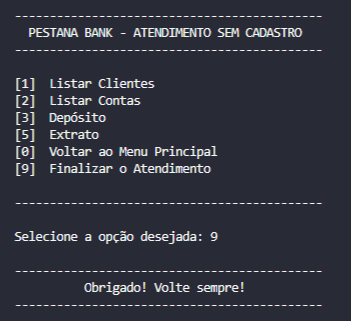 --------------------------------------------
PESTANA BANK - ATENDIMENTO SEM CADASTRO
--------------------------------------------
[1] Listar Clientes
[2] Listar Contas
[3] Depósito
[5] Extrato
[0] Voltar ao Menu Principal
[9] Finalizar o Atendimento
--------------------------------------------
Selecione a opção desejada: 9
--------------------------------------------
Obrigado! Volte sempre!
--------------------------------------------